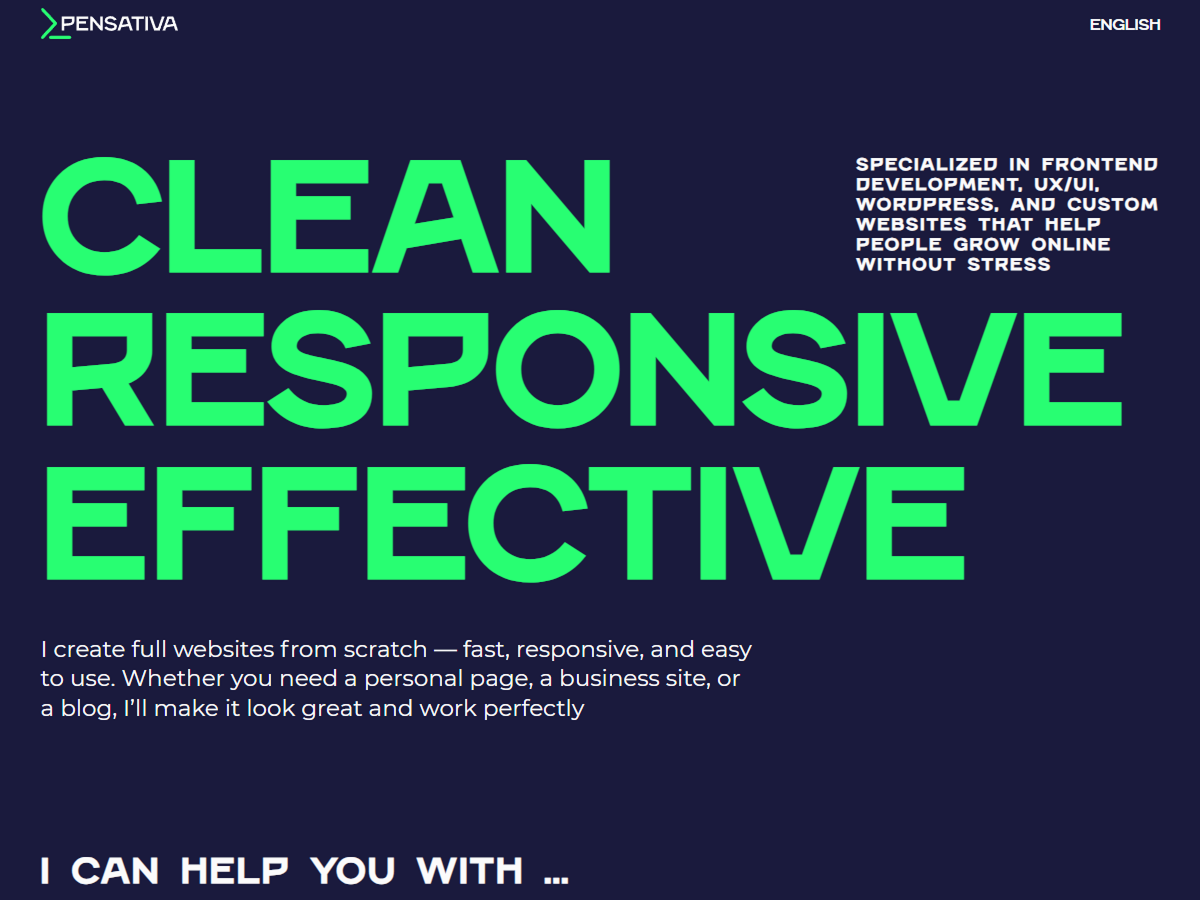 PENSATIVA
ENGLISH
CLEAN
RESPONSIVE
EFFECTIVE
SPECIALIZED IN FRONTEND
DEVELOPMENT, UX/UI,
WORDPRESS, AND CUSTOM
WEBSITES THAT HELP
PEOPLE GROW ONLINE
WITHOUT STRESS
I create full websites from scratch — fast, responsive, and easy
to use. Whether you need a personal page, a business site, or
a blog, I’ll make it look great and work perfectly
I CAN HELP YOU WITH ...